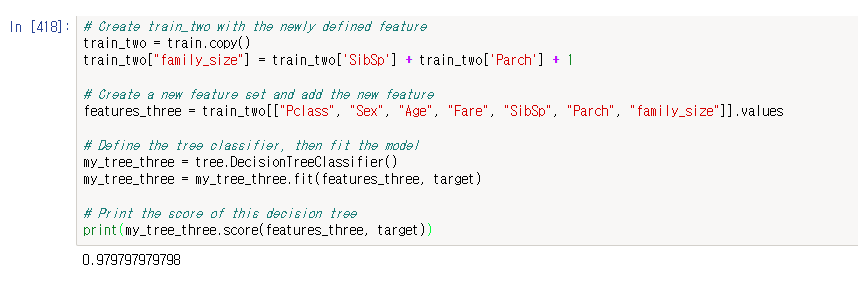 In [418]:
# Create train_two with the newly defined feature
train_two = train.copy()
train_two["family_size"] = train_two['SibSp'] + train_two['Parch'] + 1
# Create a new feature set and add the new feature
features_three = train_two[["Pclass", "Sex", "Age", "Fare", "SibSp", "Parch", "family_size"]].values
# Define the tree classifier, then fit the model
my_tree_three = tree.DecisionTreeClassifier()
my_tree_three = my_tree_three.fit(features_three, target)
# Print the score of this decision tree
print(my_tree_three.score(features_three, target))
0.979797979798